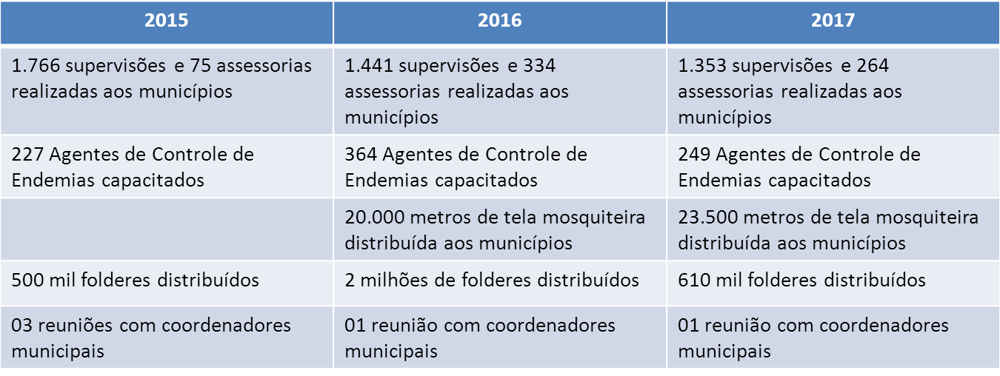 2015
2016
2017
1.766 supervisões e 75 assessorias
realizadas aos municípios
1.441 supervisões e 334
assessorias realizadas aos
municípios
1.353 supervisões e 264
assessorias realizadas aos
municípios
227 Agentes de Controle de
Endemias capacitados
364 Agentes de Controle de
Endemias capacitados
249 Agentes de Controle de
Endemias capacitados
20.000 metros de tela mosquiteira
distribuída aos municípios
23.500 metros de tela mosquiteira
distribuída aos municípios
500 mil folderes distribuídos
2 milhões de folderes distribuídos
610 mil folderes distribuídos
03 reuniões com coordenadores
municipais
01 reunião com coordenadores
municipais
01 reunião com coordenadores
municipais